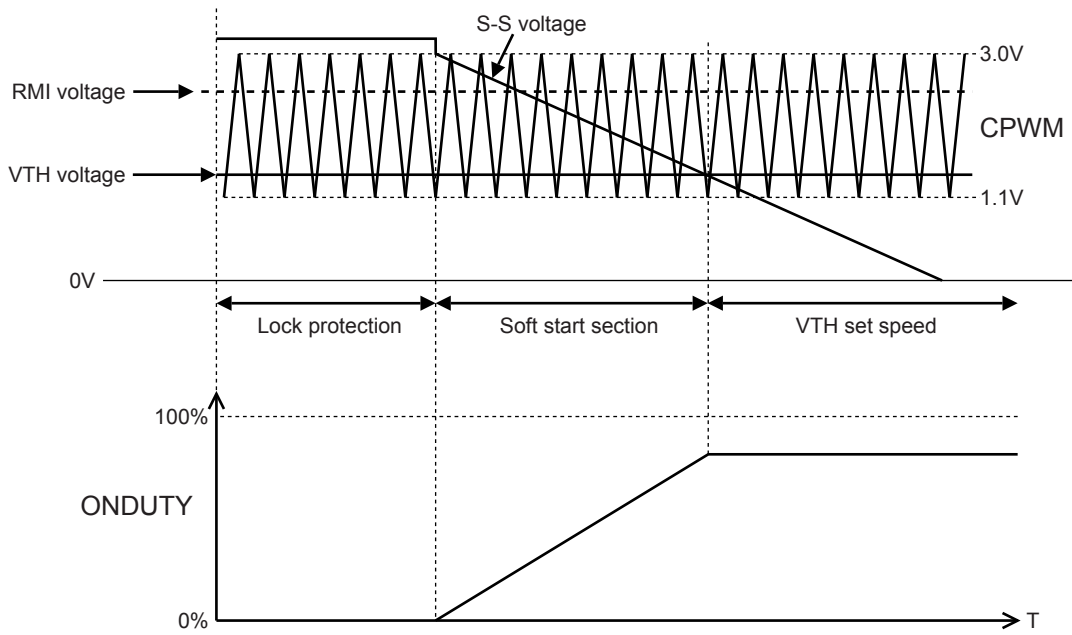 S-S voltage
3.0V
RMI voltage
CPWM
VTH voltage
1.1V
0V
Lock protection
Soft start section
VTH set speed
100%
ONDUTY
0%
T